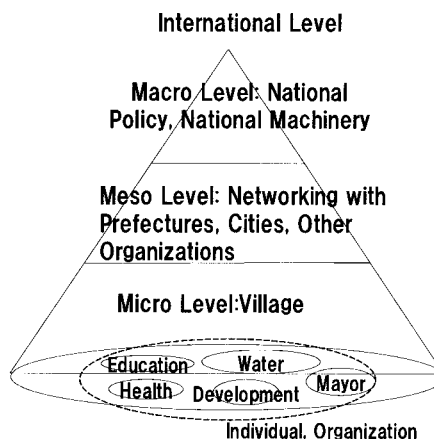 International Level
Macro Level: National
Policy, National Machinery
Meso Level: Networking with
Prefectures, Cities, Other
Organizations
Micro Level:Village
Education
Water
Health
Development
Mayor
Individual, Organization